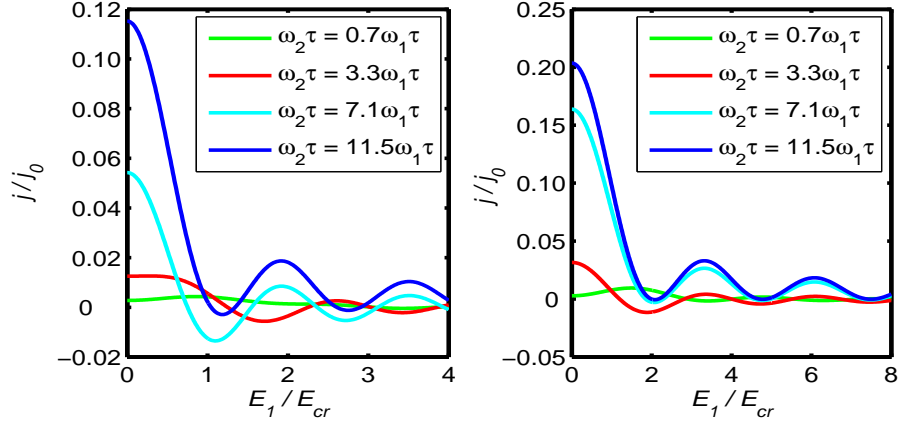 0.12
0.10
0.08
0.06
0.04
0.02
0
−0.02
j / j₀
0 1 2 3 4
E₁ / E_cr
ω₂τ = 0.7ω₁τ
ω₂τ = 3.3ω₁τ
ω₂τ = 7.1ω₁τ
ω₂τ = 11.5ω₁τ
0.25
0.20
0.15
0.10
0.05
0
−0.05
j / j₀
0 2 4 6 8
E₁ / E_cr
ω₂τ = 0.7ω₁τ
ω₂τ = 3.3ω₁τ
ω₂τ = 7.1ω₁τ
ω₂τ = 11.5ω₁τ